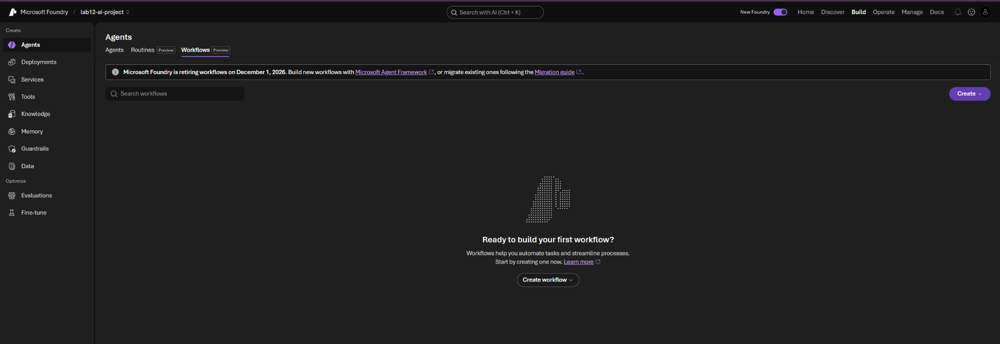 Microsoft Foundry / lab12-ai-project
Search with AI (Ctrl + K)
New Foundry
Home Discover Build Operate Manage Docs
Create
Agents
Deployments
Services
Tools
Knowledge
Memory
Guardrails
Data
Optimize
Evaluations
Fine-tune
Agents
Agents Routines Preview Workflows Preview
Microsoft Foundry is retiring workflows on December 1, 2026. Build new workflows with Microsoft Agent Framework, or migrate existing ones following the Migration guide.
Search workflows
Create
Ready to build your first workflow?
Workflows help you automate tasks and streamline processes.
Start by creating one now. Learn more
Create workflow